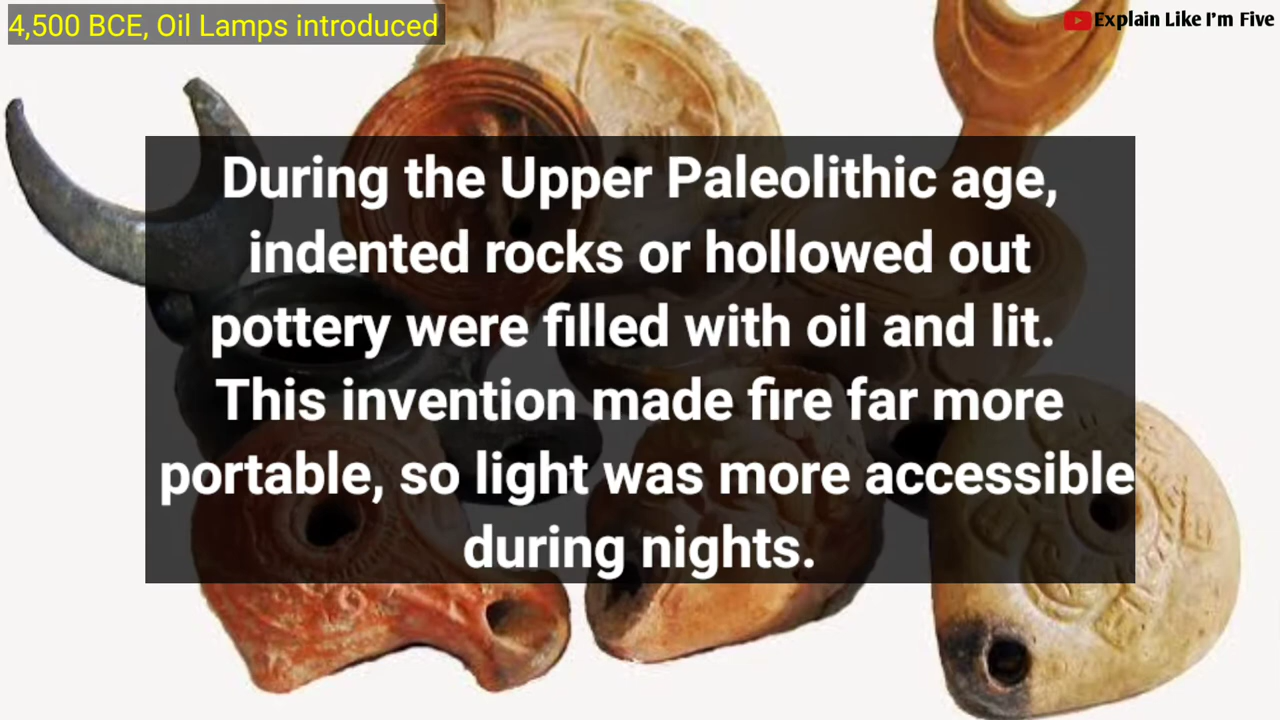 4,500 BCE, Oil Lamps introduced
Explain Like I'm Five
During the Upper Paleolithic age,
indented rocks or hollowed out
pottery were filled with oil and lit.
This invention made fire far more
portable, so light was more accessible
during nights.